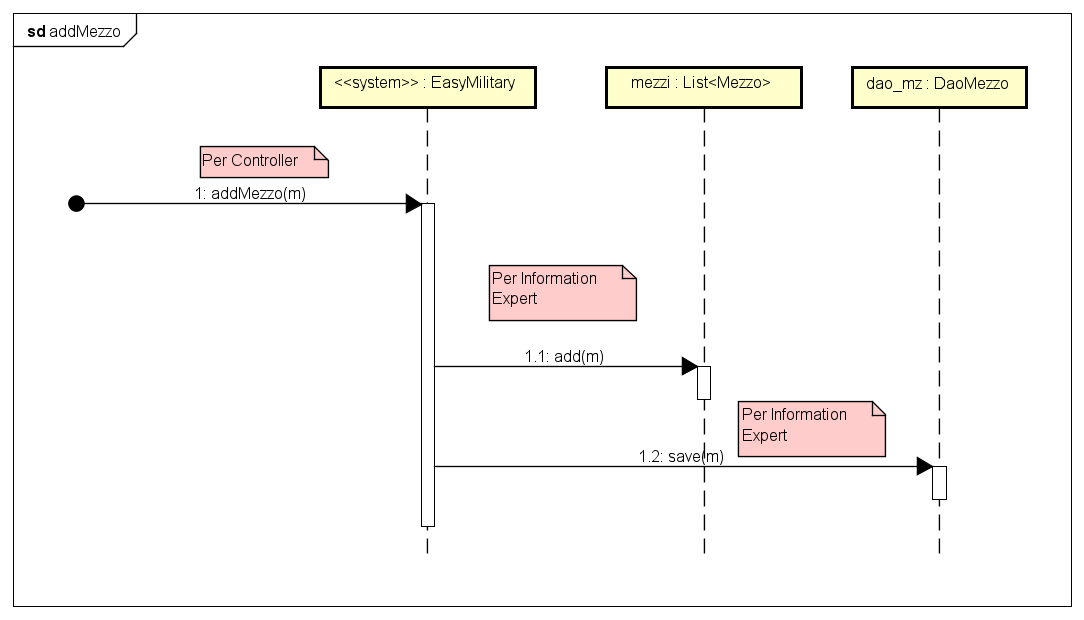 sd addMezzo
<<system>> : EasyMilitary
mezzi : List<Mezzo>
dao_mz : DaoMezzo
Per Controller
1: addMezzo(m)
Per Information
Expert
1.1: add(m)
Per Information
Expert
1.2: save(m)